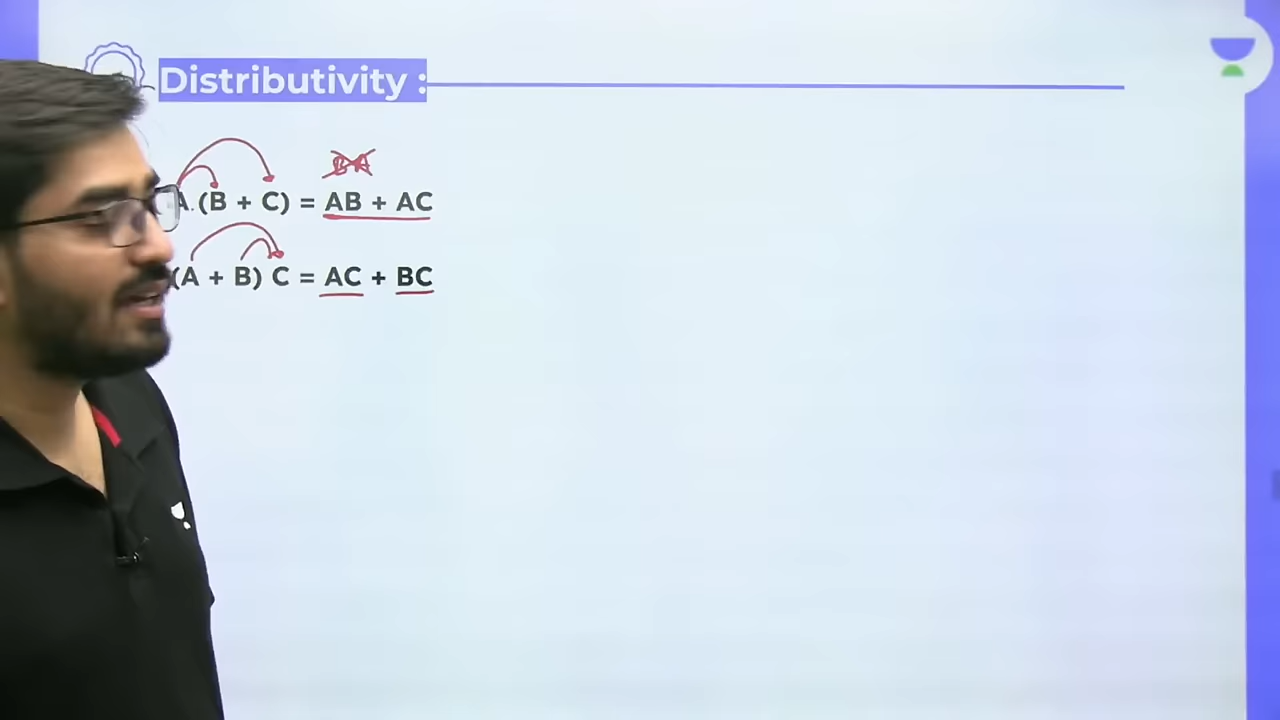 Distributivity :
B A
A.(B + C) = AB + AC
(A + B) C = AC + BC